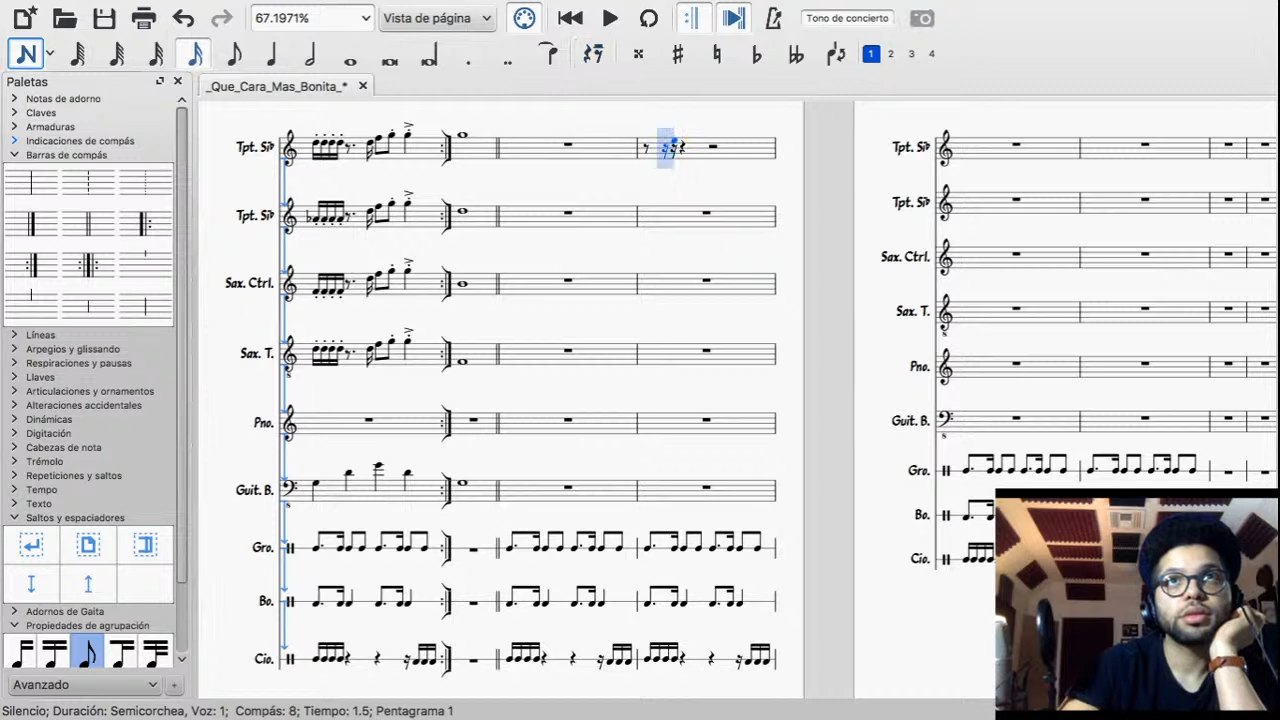 67.1971%
Vista de página
Tono de concierto
1 2 3 4
Paletas
_Que_Cara_Mas_Bonita_*
Notas de adorno
Claves
Armaduras
Indicaciones de compás
Barras de compás
Líneas
Arpegios y glissando
Respiraciones y pausas
Llaves
Articulaciones y ornamentos
Alteraciones accidentales
Dinámicas
Digitación
Cabezas de nota
Trémolo
Repeticiones y saltos
Tempo
Texto
Saltos y espaciadores
Adornos de Gaita
Propiedades de agrupación
Avanzado
Tpt. Sib
Tpt. Sib
Sax. Ctrl.
Sax. T.
Pno.
Guit. B.
Gro.
Bo.
Cio.
Tpt. Sib
Tpt. Sib
Sax. Ctrl.
Sax. T.
Pno.
Guit. B.
Gro.
Bo.
Cio.
Silencio; Duración: Semicorchea, Voz: 1; Compás: 8; Tiempo: 1.5; Pentagrama 1